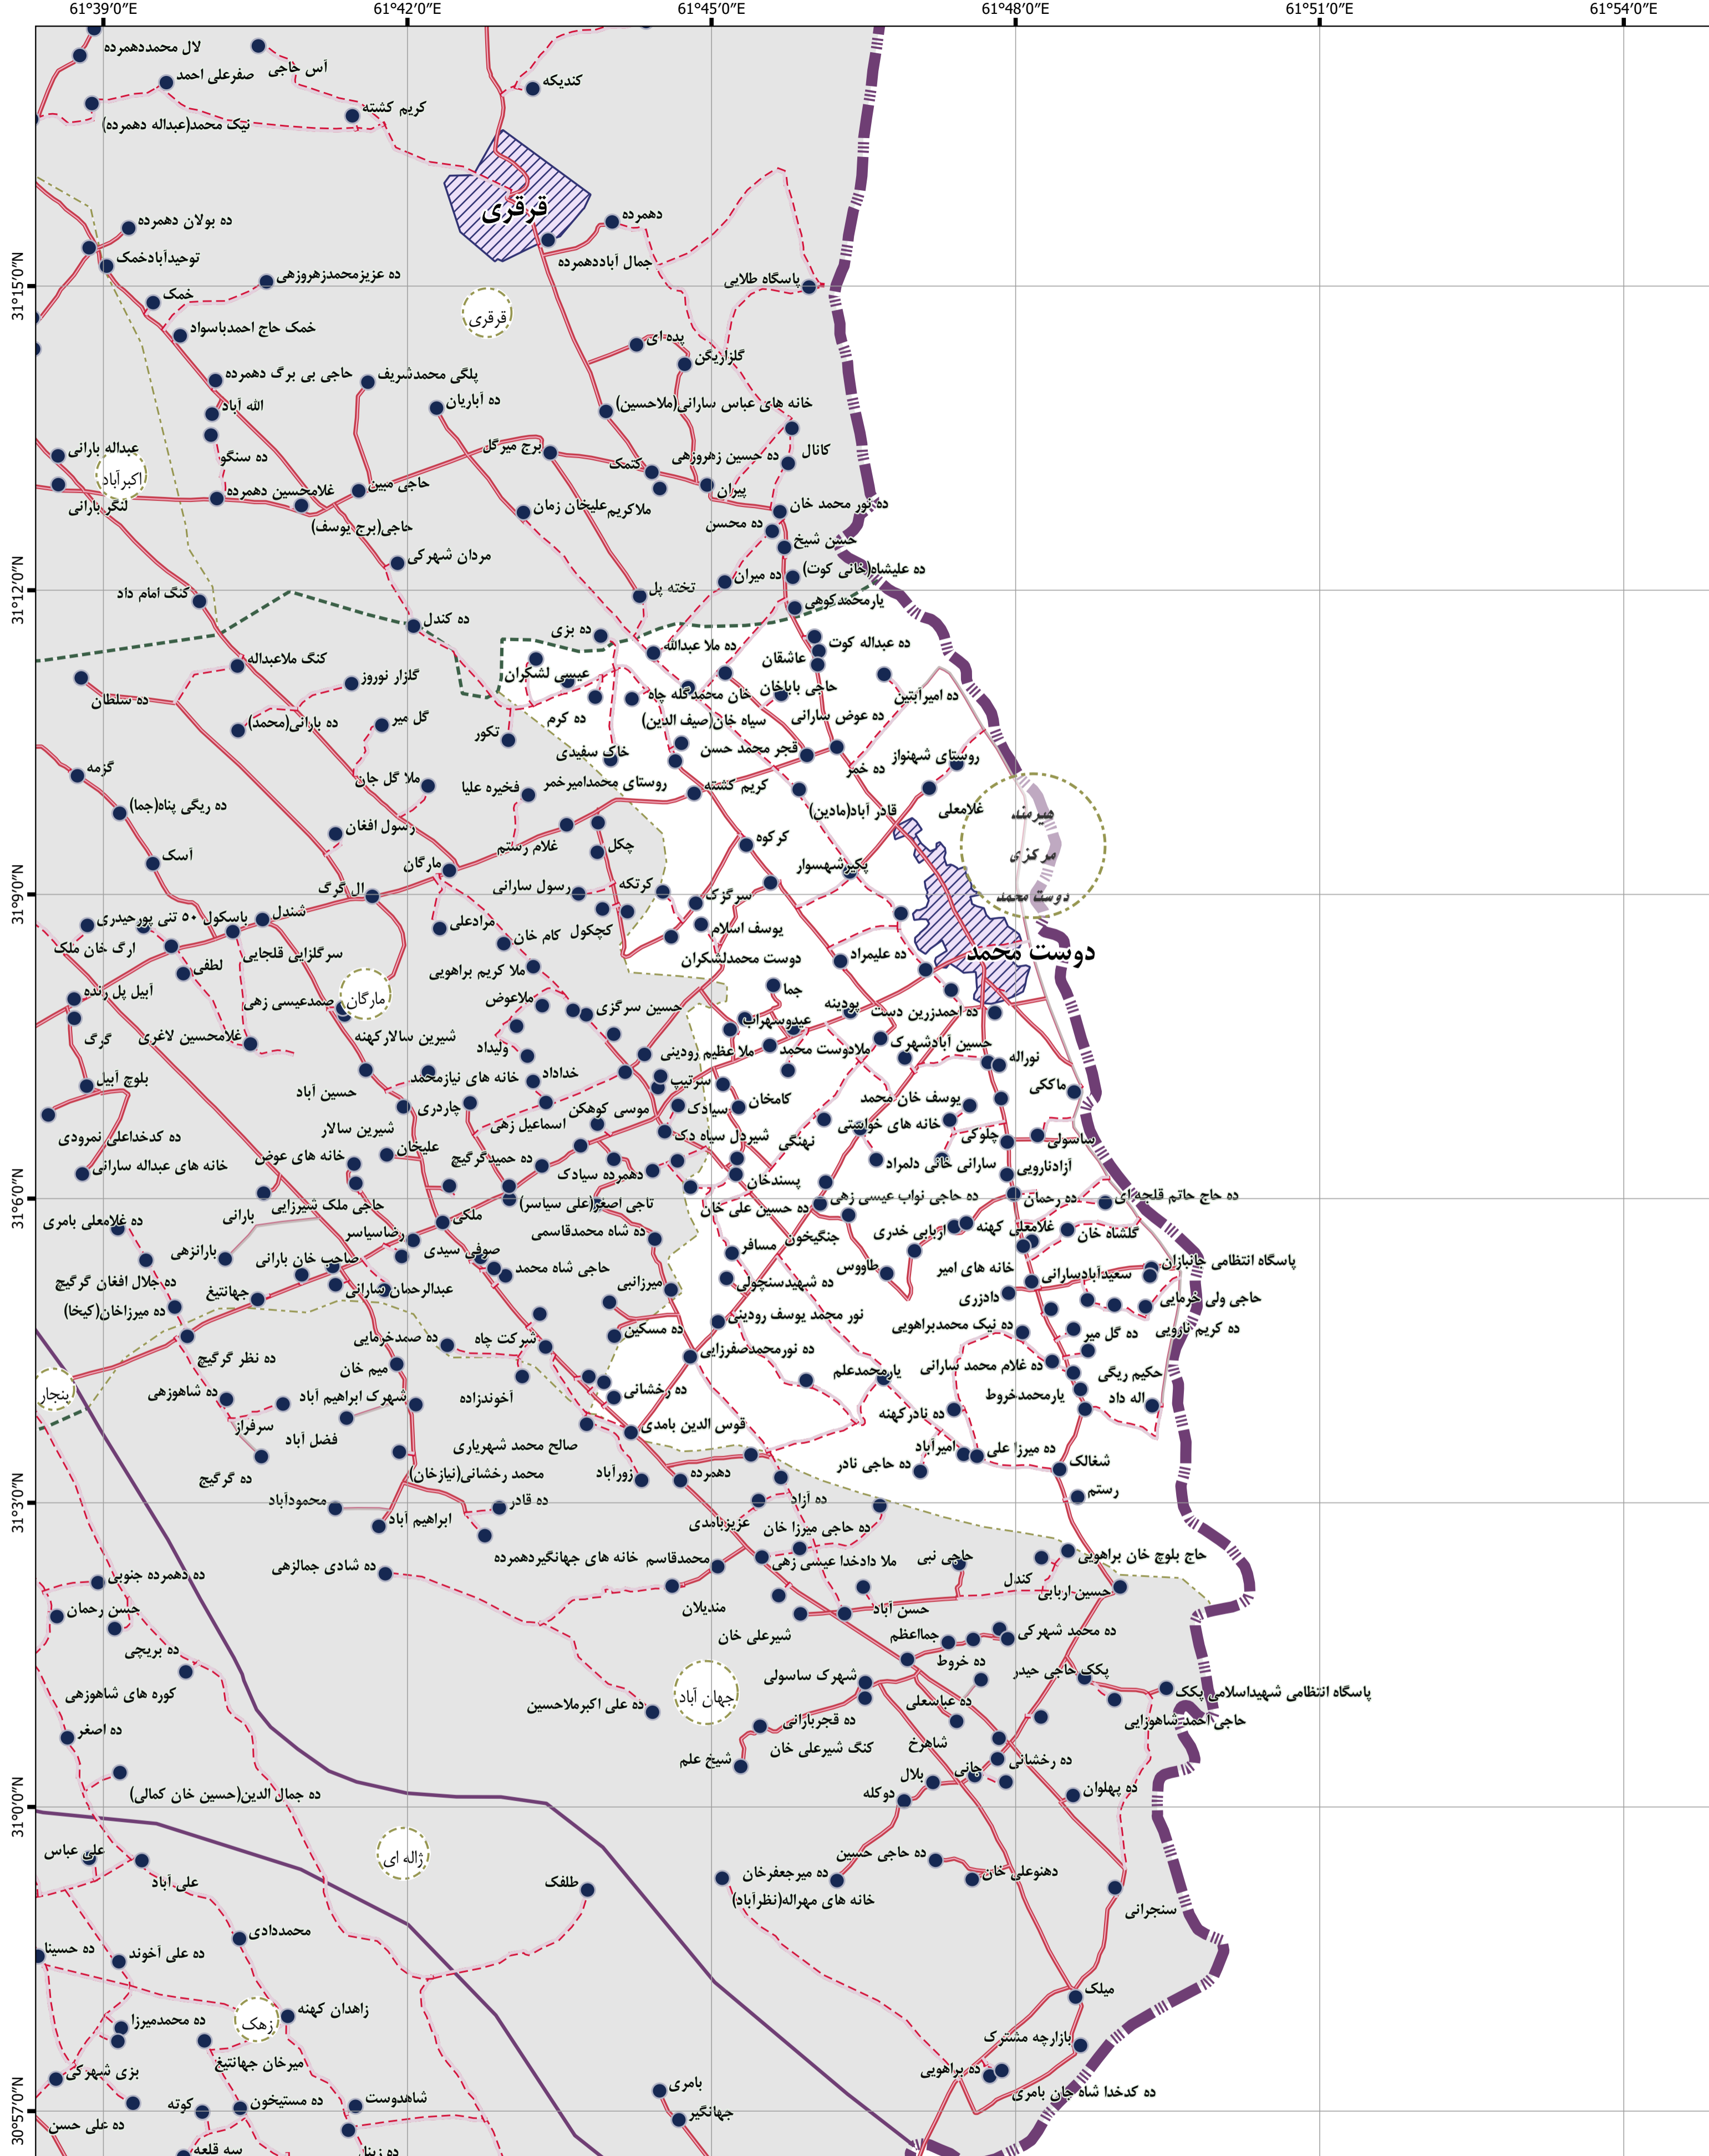 61°39'0"E
61°42'0"E
61°45'0"E
61°48'0"E
61°51'0"E
61°54'0"E
لال محمددهمرده
آس حاجی
صفرعلی احمد
کندیکه
کریم کشته
نیک محمد(عبداله دهمرده)
قرقری
دهمرده
ده بولان دهمرده
توحیدآبادخمک
جمال آباددهمرده
ده عزیزمحمدزهروزهی
پاسگاه طلایی
31°15'0"N
خمک
قرقری
خمک حاج احمدباسواد
پده ای
گلزاریگن
حاجی بی برگ دهمرده
پلگی محمدشریف
الله آباد
ده آباریان
خانه های عباس سارانی(ملاحسین)
عبداله بارانی
برج میرگل
کانال
ده سنگو
کتمک
ده حسین زهروزهی
اکبرآباد
غلامحسین دهمرده
حاجی مبین
پیران
لنگر بارانی
علیخان زمان
ملاکریم
ده نور محمد خان
حاجی(برج یوسف)
ده محسن
حسن شیخ
مردان شهرکی
ده علیشاه(خانی کوت)
31°12'0"N
کنگ امام داد
تخته پل
ده میران
یارمحمدکوهی
ده کندل
ده بزی
ده ملا عبدالله
ده عبداله کوت
کنگ ملاعبداله
عاشقان
گلزار نوروز
عیسی لشکران
خان محمدگله چاه
حاجی باباخان
ده امیرآبتین
ده سلطان
ده بارانی(محمد)
گل میر
ده کرم
سیاه خان(صیف الدین)
ده عوض سارانی
تکور
خاک سفیدی
قجر محمد حسن
روستای شهنواز
گزمه
ملا گل جان
فخیره علیا
روستای محمدامیرخمر
کریم کشته
ده خمر
ده ریگی پناه(جما)
قادر آباد(مادین)
غلامعلی
میرمند
رسول افغان
غلام رستم
چکل
کرکوه
مرکزی
آسک
مارگان
پکیرشهسوار
31°9'0"N
ال گرگ
رسول سارانی
کرتکه
سرگزک
دوست محمد
باسکول ۵۰ تنی پورحیدری
شندل
مرادعلی
کام خان
کچکول
یوسف اسلام
ارگ خان ملک
سرگلزایی قلجایی
دوست محمدلشکران
ده علیمراد
دوست محمد
لطفی
ملا کریم براهویی
آبیل پل رنده
صمدعیسی زهی
مارگان
ملاعوض
حسین سرگزی
جما
پودینه
ده احمدزرین دست
گرگ
غلامحسین لاغری
شیرین سالارکهنه
عیدوسهراب
ولیداد
ملا عظیم رودینی
ملادوست محمد
حسین آبادشهرک
نوراله
بلوچ آبیل
حسین آباد
خانه های نیازمحمد
خداداد
سرتیپ
ماککی
چاردری
موسی کوهکن
سیادک
کامخان
یوسف خان محمد
ده کدخداعلی نمرودی
شیرین سالار
اسماعیل زهی
شیردل سیاه دک
نهنگی
خانه های خواستی
چلوکی
ساسولی
خانه های عبداله سارانی
خانه های عوض
علیخان
ده حمیدگرگیچ
دهمرده سیادک
پسندخان
دلمراد
سارانی خانی
آزادنارویی
31°6'0"N
حاجی ملک شیرزایی
تاجی اصغر(علی سیاسر)
ده حسین علی خان
ده حاجی نواب عیسی زهی
ده رحمان
ده حاج حاتم قلجه ای
ده غلامعلی بامری
بارانی
ملکی
ده شاه محمدقاسمی
اربابی خدری
غلامعلی کهنه
گلشاه خان
بارانزهی
رضاسیاسر
صوفی سیدی
مسافر
جنگیخون
ده جلال افغان گرگیچ
صاحب خان بارانی
حاجی شاه محمد
طاووس
خانه های امیر
پاسگاه انتظامی جانبازان
ده میرزاخان(کیخا)
جهانتیغ
عبدالرحمان سارانی
میرزانبی
ده شهیدسنچولی
سعیدآبادسارانی
دادزری
حاجی ولی خرمایی
نور محمد یوسف رودینی
ده نیک محمدبراهویی
ده گل میر
ده کریم نارویی
ده نظر گرگیچ
ده صمدخرمایی
شرکت چاه
ده مسکین
ده نورمحمدصفرزایی
میم خان
یارمحمدعلم
ده غلام محمد سارانی
حکیم ریگی
پنجار
ده شاهوزهی
شهرک ابراهیم آباد
آخوندزاده
ده رخشانی
یارمحمدخروط
اله داد
سرفراز
فضل آباد
صالح محمد شهریاری
قوس الدین بامدی
ده نادرکهنه
ده گرگیچ
محمد رخشانی(نیازخان)
زورآباد
دهمرده
امیرآباد
ده میرزا علی
ده حاجی نادر
شغالک
31°3'0"N
محمودآباد
ده قادر
ده آزاد
رستم
ابراهیم آباد
عزیزبامدی
ده حاجی میرزا خان
ده شادی جمالزهی
خانه های جهانگیردهمرده
محمدقاسم
ملا دادخدا عیسی زهی
حاجی نبی
حاج بلوچ خان براهویی
ده دهمرده جنوبی
کندل
حسین اربابی
حسن رحمان
مندیلان
حسن آباد
ده بریچی
شیرعلی خان
جمااعظم
ده محمد شهرکی
ده خروط
پکک حاجی حیدر
کوره های شاهوزهی
شهرک ساسولی
پاسگاه انتظامی شهیداسلامی پکک
جهان آباد
ده علی اکبرملاحسین
ده عباسعلی
ده اصغر
ده قجربارانی
شاهرخ
حاجی احمد شاهوزایی
شیخ علم
کنگ شیرعلی خان
جانی
ده رخشانی
ده جمال الدین(حسین خان کمالی)
بلال
دوکله
ده پهلوان
31°0'0"N
علی عباس
ژاله ای
ده حاجی حسین
علی آباد
طلفک
ده میرجعفرخان
دهنوعلی خان
خانه های مهراله(نظرآباد)
سنجرانی
محمددادی
ده حسینا
ده علی آخوند
میلک
زاهدان کهنه
زهک
ده محمدمیرزا
بازارچه مشترک
میرخان جهانتیغ
ده براهویی
بزی شهرکی
بامری
ده کدخدا شاه جان بامری
شاهدوست
ده مستیخون
کوته
30°57'0"N
جهانگیر
ده علی حسن
سه قلعه
ده زینل